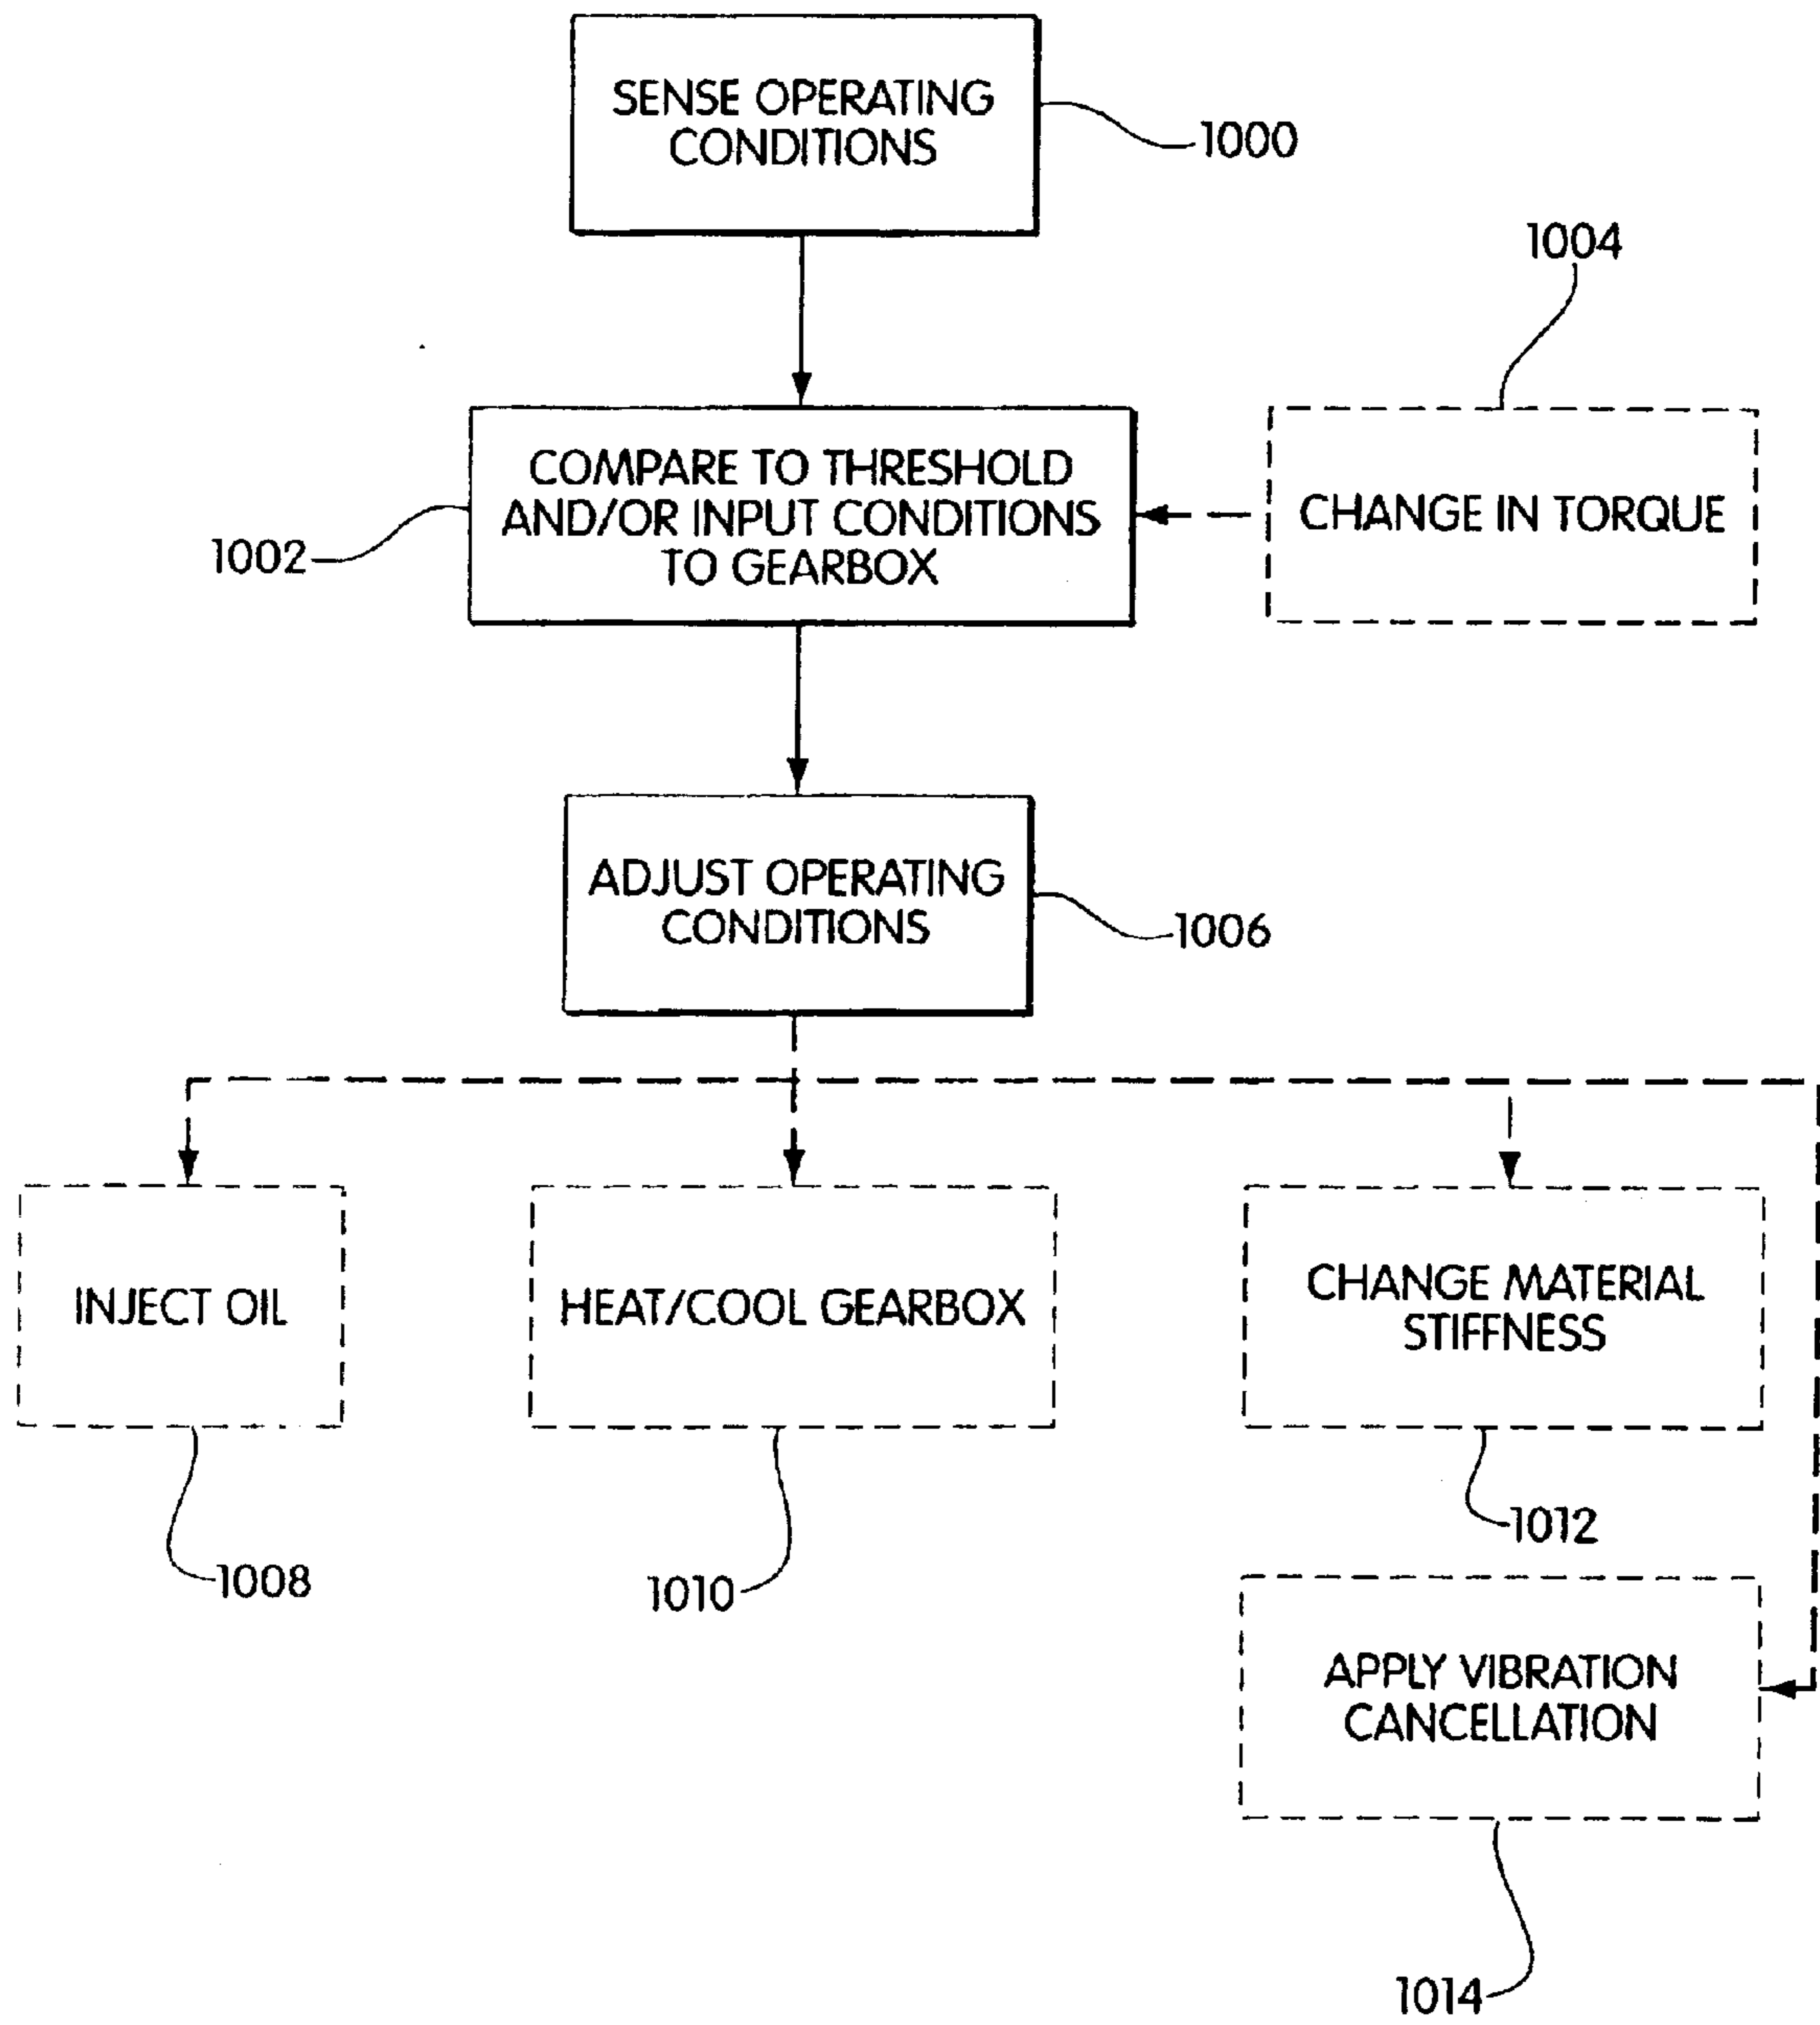 SENSE OPERATING
CONDITIONS
1000
1004
COMPARE TO THRESHOLD
AND/OR INPUT CONDITIONS
TO GEARBOX
1002
CHANGE IN TORQUE
ADJUST OPERATING
CONDITIONS
1006
INJECT OIL
HEAT/COOL GEARBOX
CHANGE MATERIAL
STIFFNESS
1008
1010
1012
APPLY VIBRATION
CANCELLATION
1014